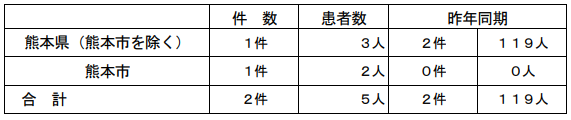 件　数　患者数　昨年同期
熊本県（熊本市を除く）　１件　３人　２件　１１９人
熊本市　１件　２人　０件　０人
合　計　２件　５人　２件　１１９人